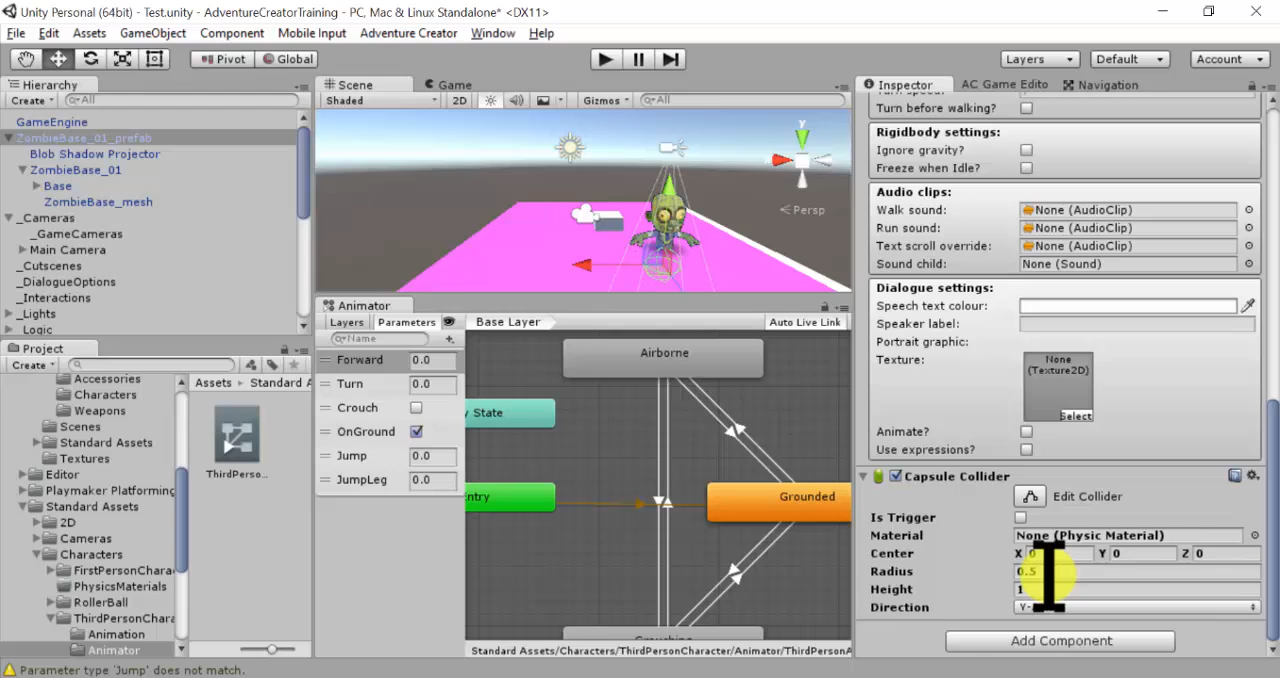 Unity Personal (64bit) - Test.unity - AdventureCreatorTraining - PC, Mac & Linux Standalone* <DX11>
File Edit Assets GameObject Component Mobile Input Adventure Creator Window Help
Pivot Global Layers Default Account
Hierarchy
Create All
GameEngine
ZombieBase_01_prefab
Blob Shadow Projector
ZombieBase_01
Base
ZombieBase_mesh
_Cameras
_GameCameras
Main Camera
_Cutscenes
_DialogueOptions
_Interactions
_Lights
_Logic
Scene Game
Shaded 2D Gizmos All
y
Persp
Animator
Layers Parameters Base Layer Auto Live Link
Name
Forward 0.0
Turn 0.0
Crouch
OnGround
Jump 0.0
JumpLeg 0.0
Airborne
y State
Entry
Grounded
Standard Assets/Characters/ThirdPersonCharacter/Animator/ThirdPersonA
Project
Create
Accessories
Characters
Weapons
Scenes
Standard Assets
Textures
Editor
Playmaker Platforming
Standard Assets
2D
Cameras
Characters
FirstPersonChara
PhysicsMaterials
RollerBall
ThirdPersonChara
Animation
Animator
Assets Standard A
ThirdPerso...
Inspector AC Game Edito Navigation
Turn before walking?
Rigidbody settings:
Ignore gravity?
Freeze when Idle?
Audio clips:
Walk sound: None (AudioClip)
Run sound: None (AudioClip)
Text scroll override: None (AudioClip)
Sound child: None (Sound)
Dialogue settings:
Speech text colour:
Speaker label:
Portrait graphic:
Texture: None (Texture2D) Select
Animate?
Use expressions?
Capsule Collider
Edit Collider
Is Trigger
Material None (Physic Material)
Center X 0 Y 0 Z 0
Radius 0.5
Height 1
Direction Y-
Add Component
Parameter type 'Jump' does not match.